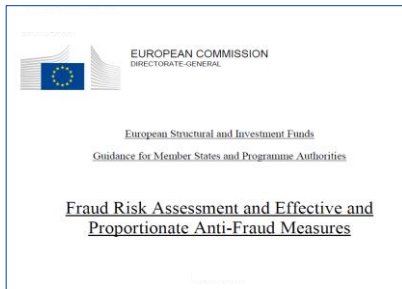 EUROPEAN COMMISSION
DIRECTORATE-GENERAL
European Structural and Investment Funds
Guidance for Member States and Programme Authorities
Fraud Risk Assessment and Effective and
Proportionate Anti-Fraud Measures